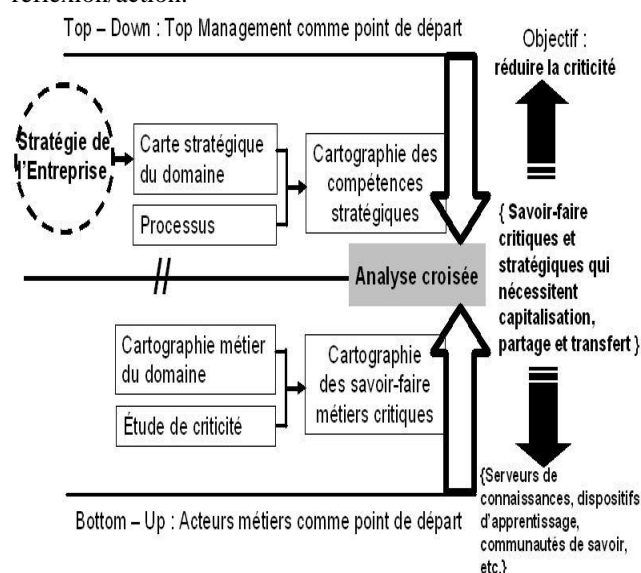 réflexion/action.
Top – Down : Top Management comme point de départ
Objectif :
réduire la criticité
Stratégie de
l'Entreprise
Carte stratégique
du domaine
Processus
Cartographie des
compétences
stratégiques
{ Savoir-faire
critiques et
stratégiques qui
nécessitent
capitalisation,
partage et transfert }
//
Analyse croisée
Cartographie métier
du domaine
Étude de criticité
Cartographie
des savoir-faire
métiers critiques
{Serveurs de
connaissances, dispositifs
d'apprentissage,
communautés de savoir,
etc.}
Bottom – Up : Acteurs métiers comme point de départ